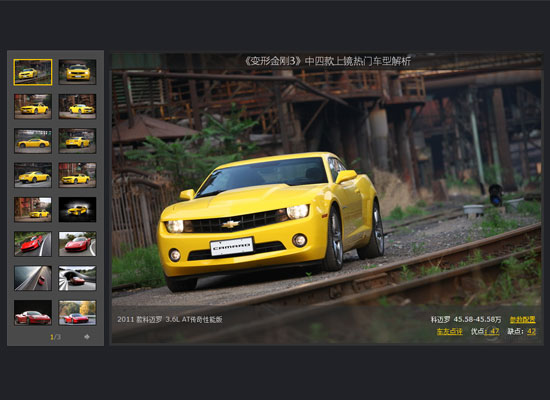 《变形金刚3》中四款上镜热门车型解析
CAMARO
2011 款科迈罗 3.6L AT传奇性能版
科迈罗 45.58-45.58万 参数配置
车友点评 优点：47 缺点：42
1/3